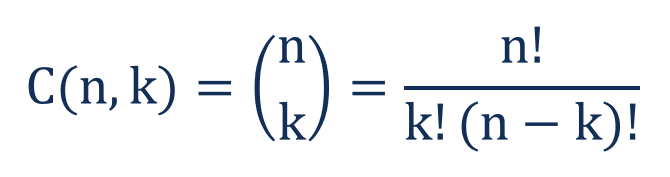 C(n, k) = (n k) = n! / k! (n − k)!